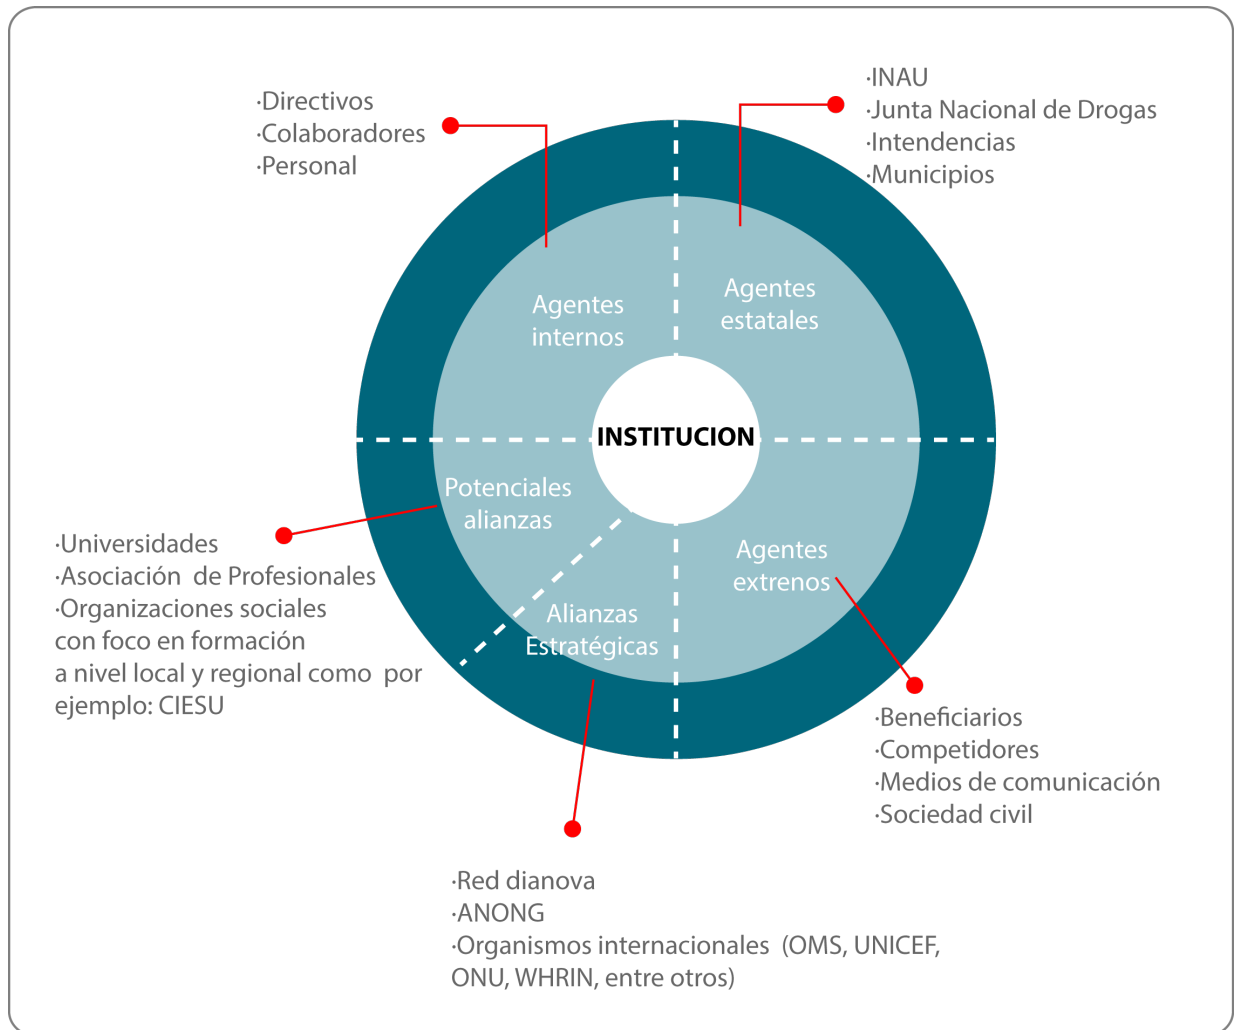 ·Directivos
·Colaboradores
·Personal
·INAU
·Junta Nacional de Drogas
·Intendencias
·Municipios
Agentes
internos
Agentes
estatales
INSTITUCION
Potenciales
alianzas
Agentes
extrenos
Alianzas
Estratégicas
·Universidades
·Asociación de Profesionales
·Organizaciones sociales
con foco en formación
a nivel local y regional como por
ejemplo: CIESU
·Beneficiarios
·Competidores
·Medios de comunicación
·Sociedad civil
·Red dianova
·ANONG
·Organismos internacionales (OMS, UNICEF,
ONU, WHRIN, entre otros)